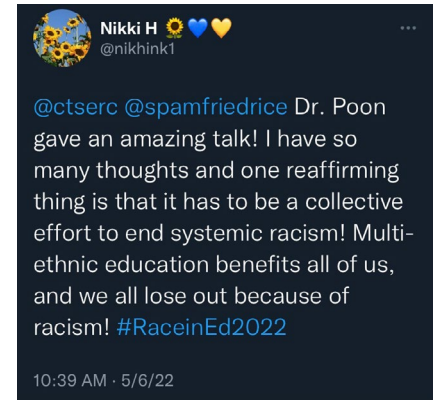 Nikki H 🌻💙💛
@nikhink1
@ctserc @spamfriedrice Dr. Poon
gave an amazing talk! I have so
many thoughts and one reaffirming
thing is that it has to be a collective
effort to end systemic racism! Multi-
ethnic education benefits all of us,
and we all lose out because of
racism! #RaceinEd2022
10:39 AM · 5/6/22